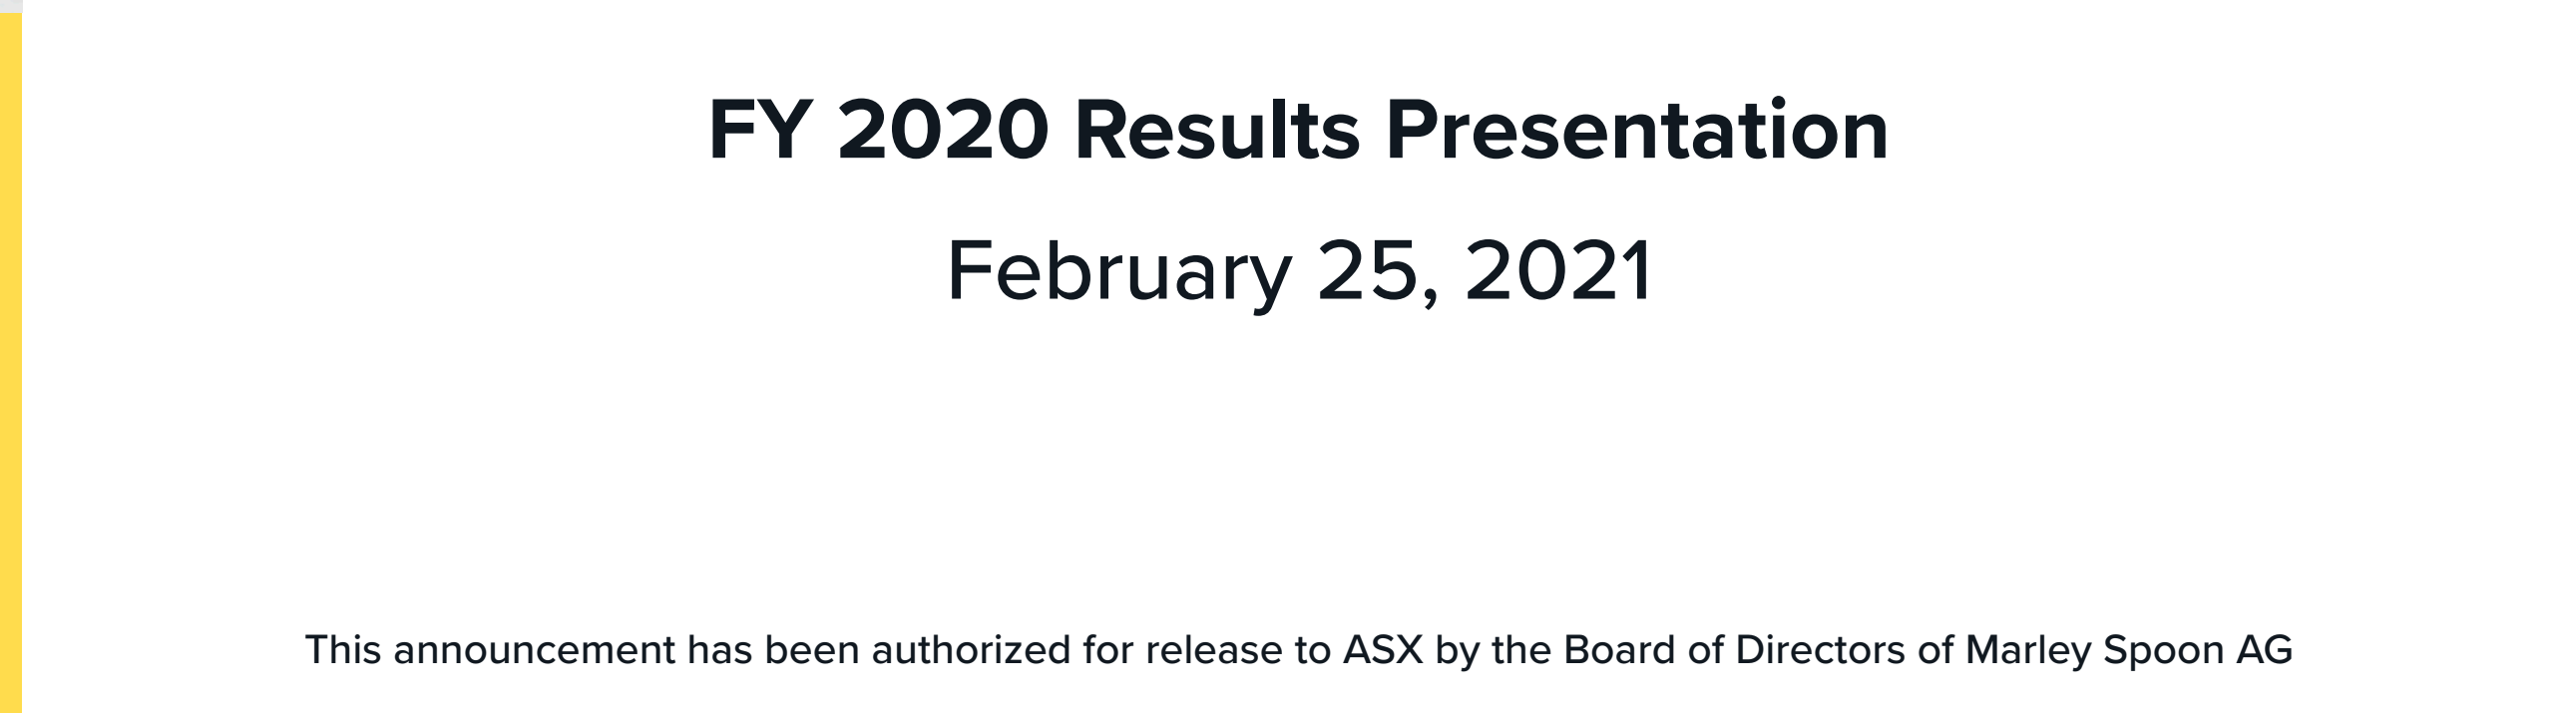 FY 2020 Results Presentation
February 25, 2021
This announcement has been authorized for release to ASX by the Board of Directors of Marley Spoon AG